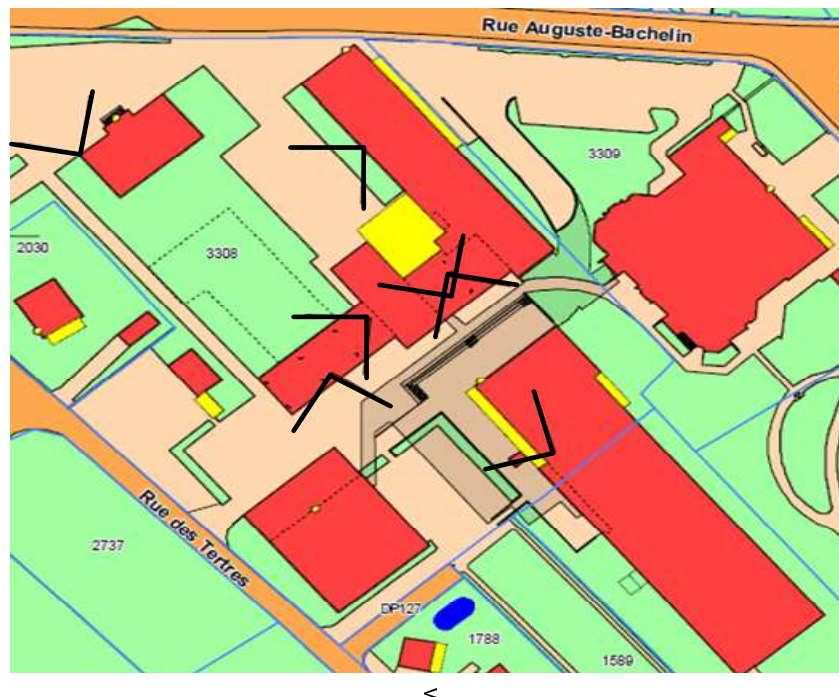 Rue Auguste-Bachelin
3309
2030
3308
Rue des Tertres
2737
DP127
1788
1589
<